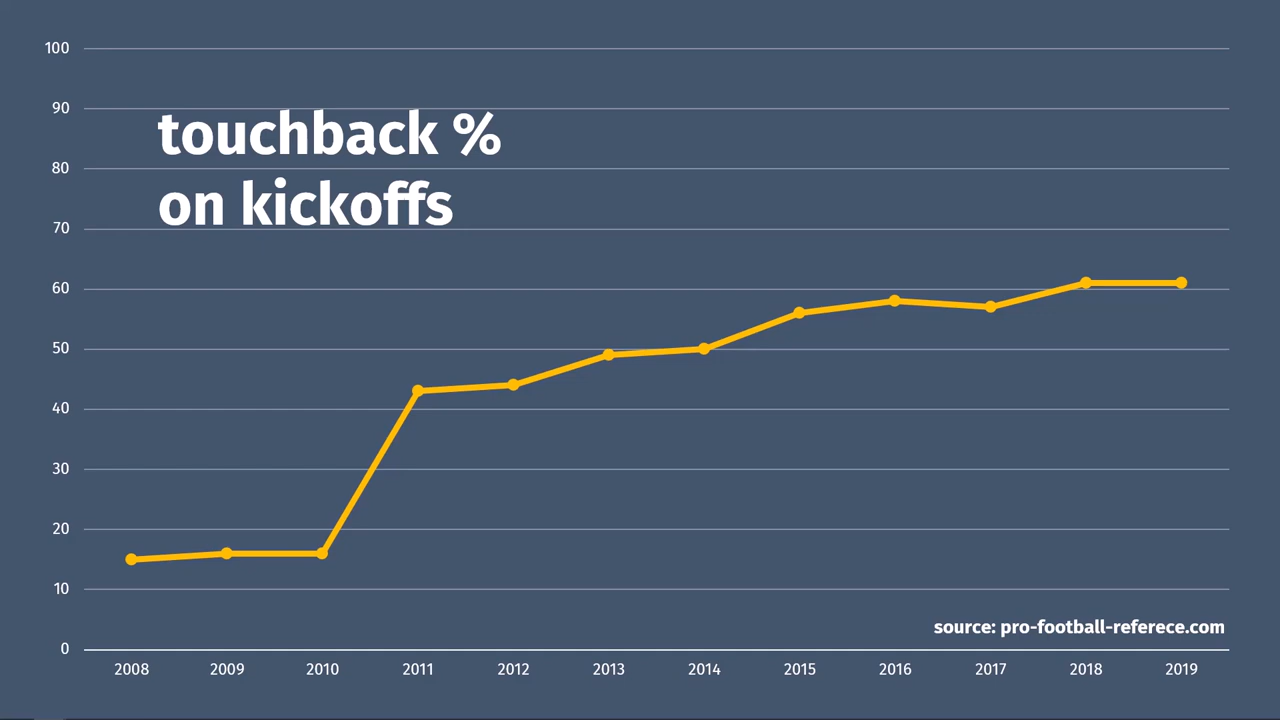 100
90
touchback %
80
on kickoffs
70
60
50
40
30
20
10
source: pro-football-referece.com
0
2008 2009 2010 2011 2012 2013 2014 2015 2016 2017 2018 2019